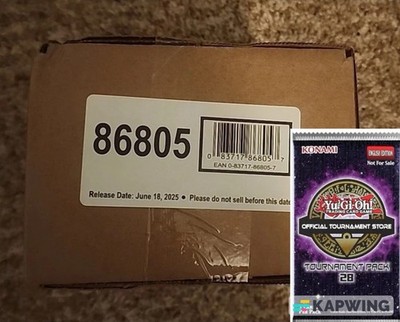 86805
0 83717 86805 7
EAN 0-83717-86805-7
Release Date: June 18, 2025 • Please do not sell before this date
KONAMI
ENGLISH EDITION
Not For Sale
Yu-Gi-Oh!
TRADING CARD GAME
OFFICIAL TOURNAMENT STORE
TOURNAMENT PACK
28
KAPWING